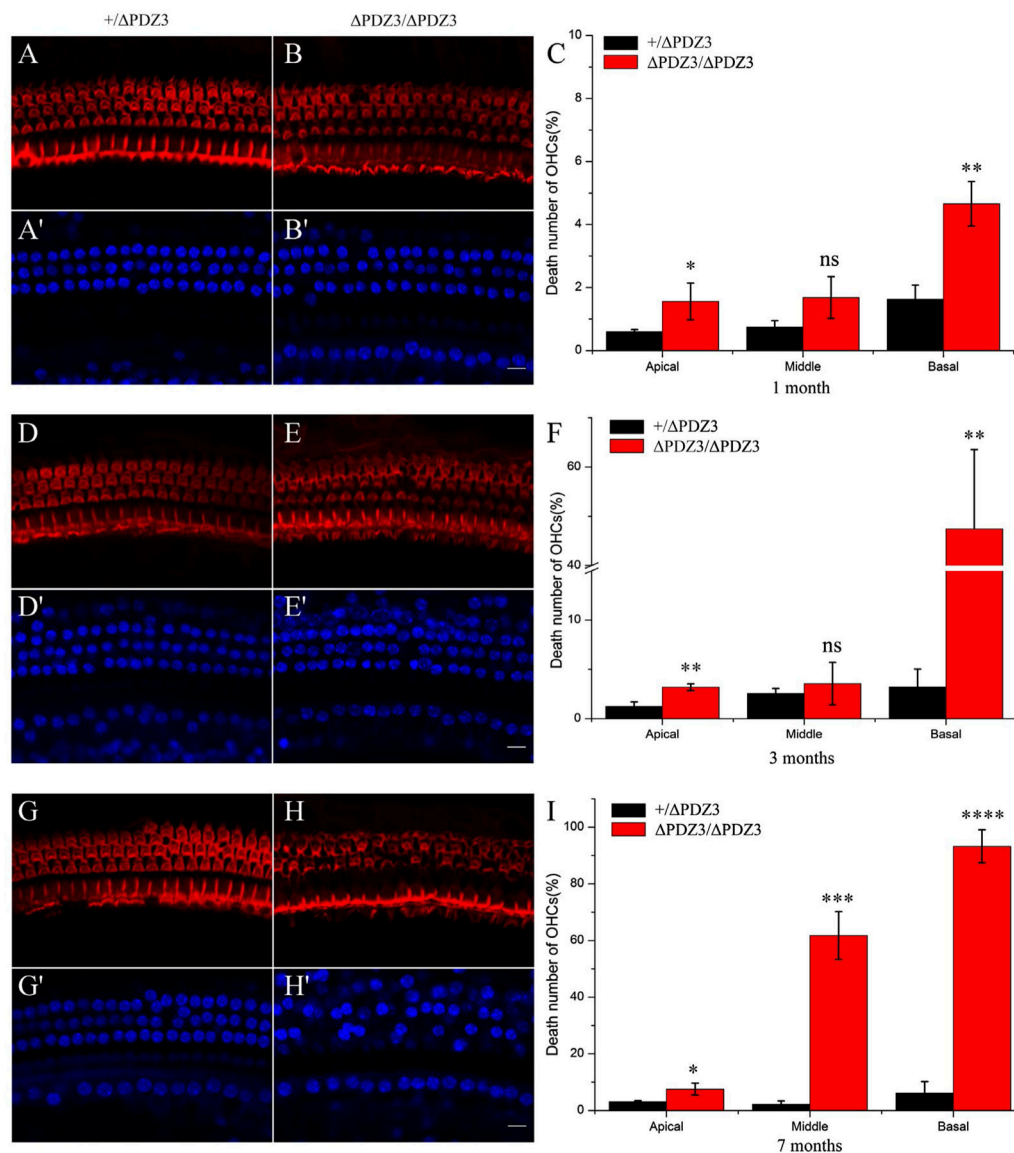 +/ΔPDZ3
ΔPDZ3/ΔPDZ3
A
B
A'
B'
C
+/ΔPDZ3
ΔPDZ3/ΔPDZ3
Death number of OHCs(%)
10
8
6
4
2
0
*
ns
**
Apical
Middle
Basal
1 month
D
E
D'
E'
F
+/ΔPDZ3
ΔPDZ3/ΔPDZ3
Death number of OHCs(%)
60
40
10
0
**
ns
**
Apical
Middle
Basal
3 months
G
H
G'
H'
I
+/ΔPDZ3
ΔPDZ3/ΔPDZ3
Death number of OHCs(%)
100
80
60
40
20
0
*
***
****
Apical
Middle
Basal
7 months